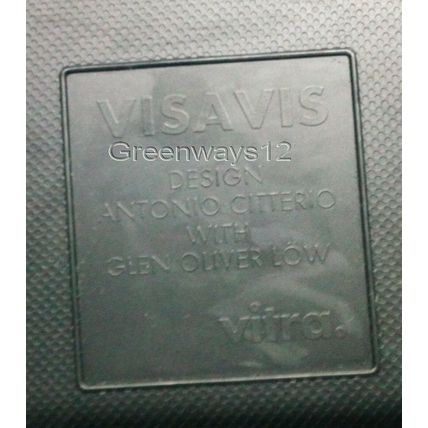 VISAVIS
Greenways12
DESIGN
ANTONIO CITTERIO
WITH
GLEN OLIVER LÖW
vitra.